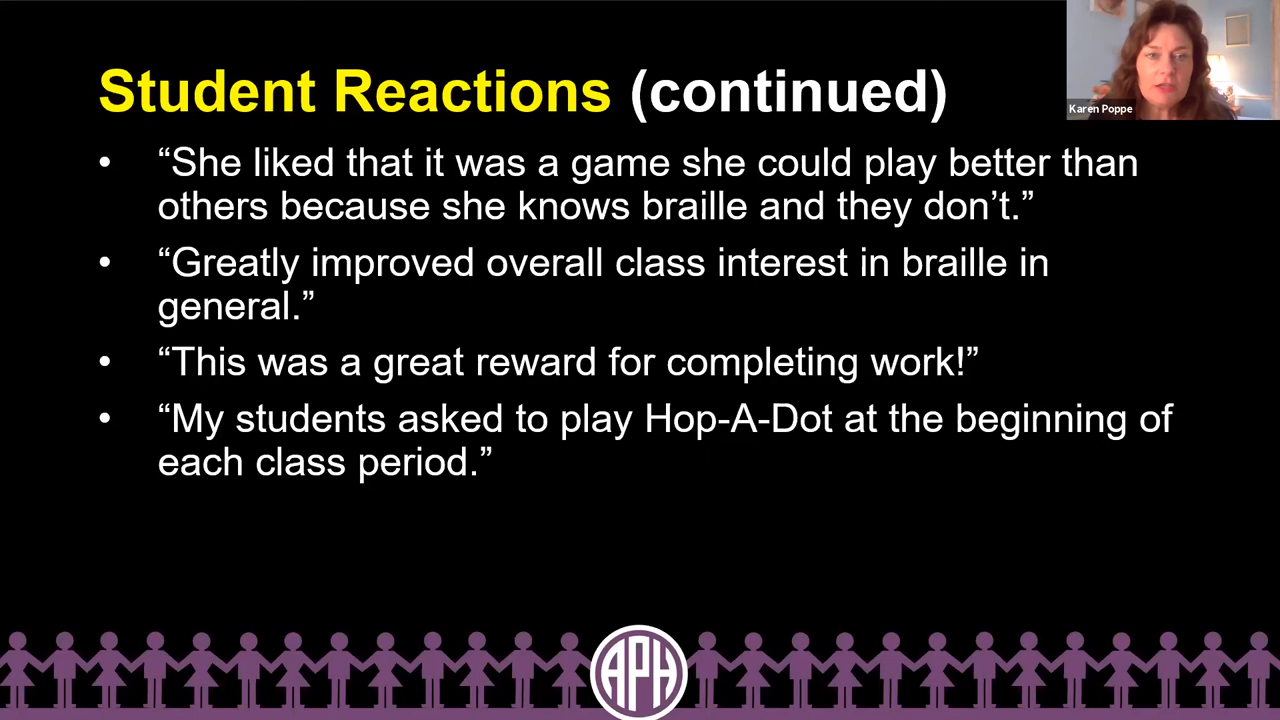 Student Reactions (continued)
Karen Poppe
• “She liked that it was a game she could play better than
others because she knows braille and they don’t.”
• “Greatly improved overall class interest in braille in
general.”
• “This was a great reward for completing work!”
• “My students asked to play Hop-A-Dot at the beginning of
each class period.”
APH